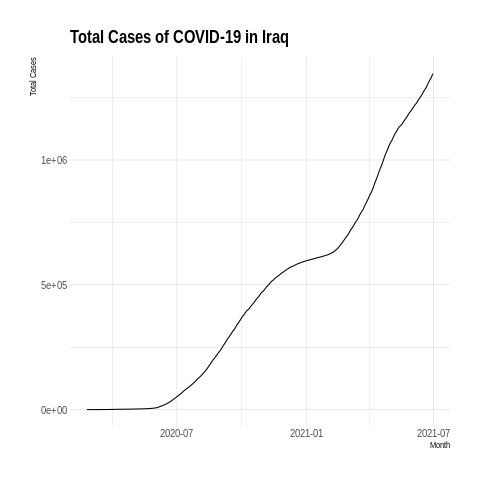 Total Cases of COVID-19 in Iraq
Total Cases
1e+06
5e+05
0e+00
2020-07
2021-01
2021-07
Month